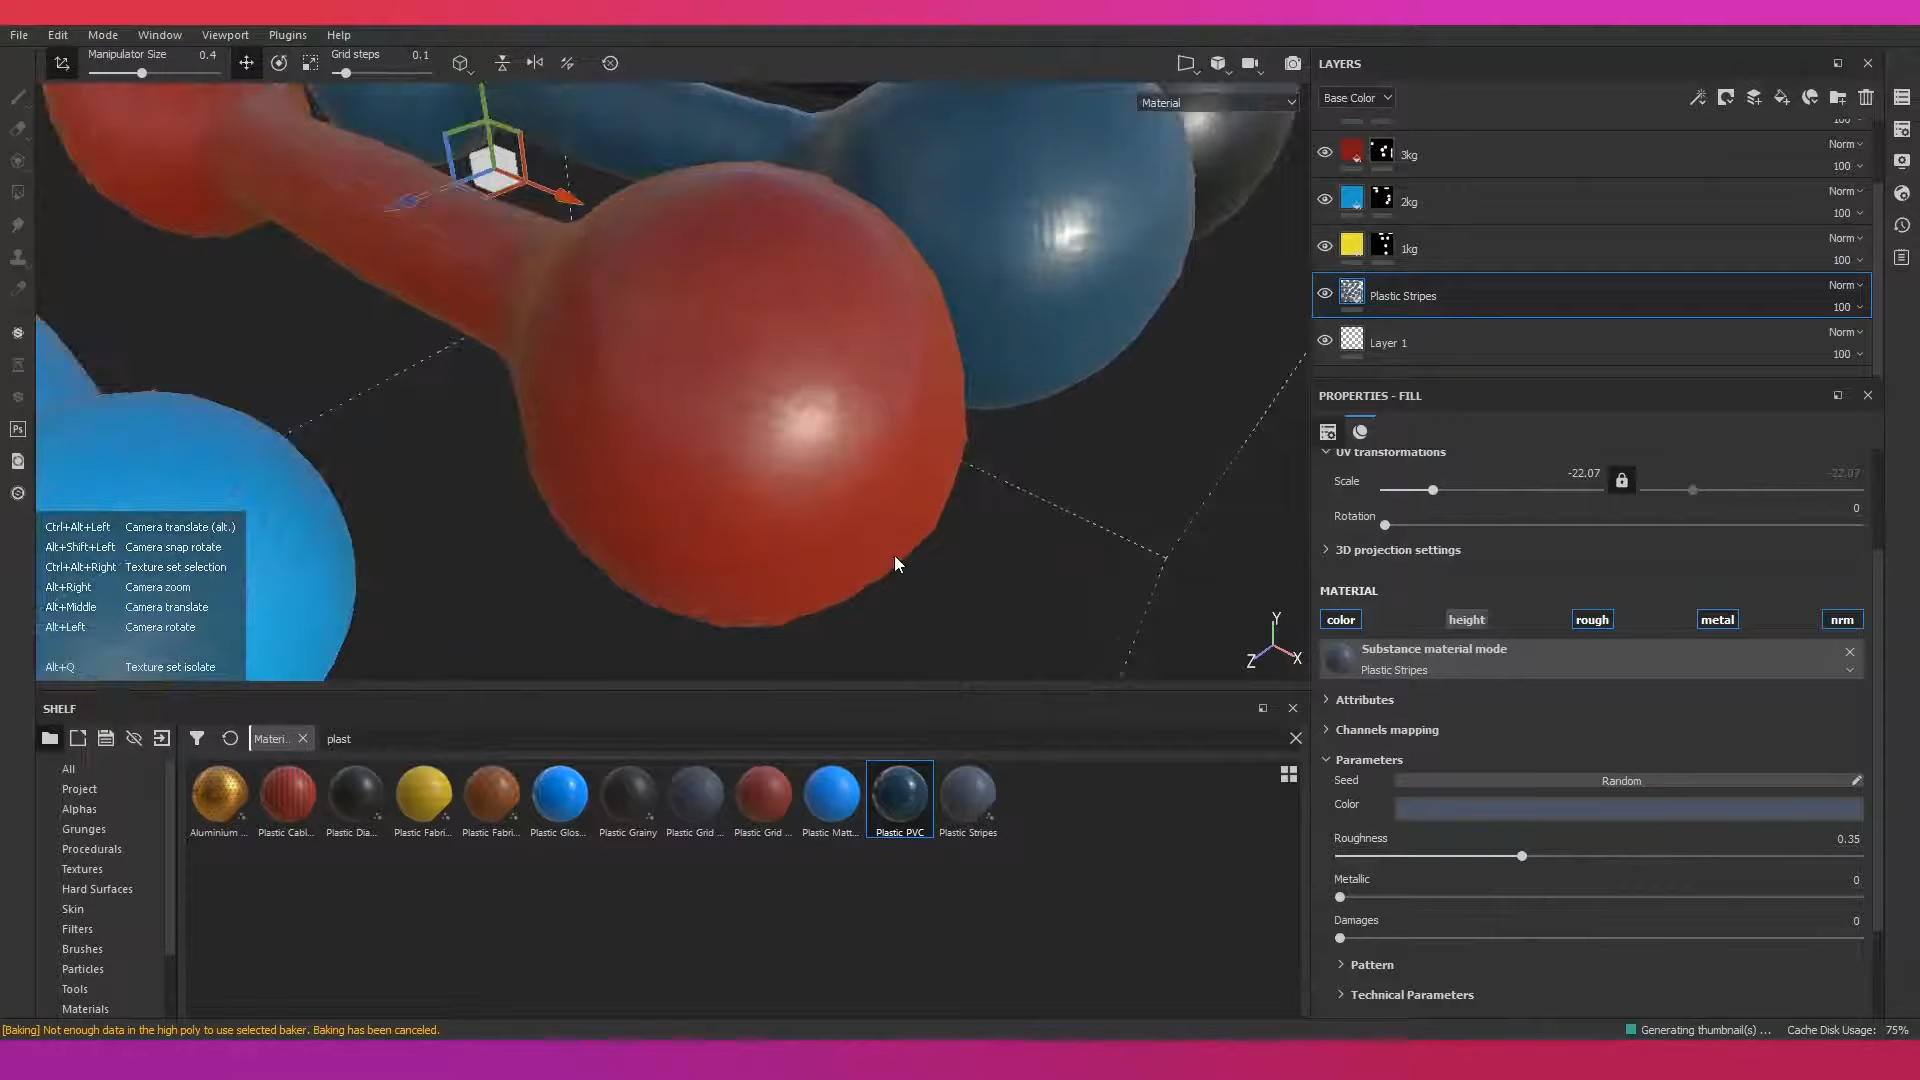 File Edit Mode Window Viewport Plugins Help
Manipulator Size 0.4 Grid steps 0.1
Material
LAYERS
Base Color
100
3kg Norm
100
2kg Norm
100
1kg Norm
100
Plastic Stripes Norm
100
Layer 1 Norm
100
PROPERTIES - FILL
UV transformations
Scale -22.07 -22.07
Rotation 0
3D projection settings
MATERIAL
color height rough metal nrm
Substance material mode
Plastic Stripes
Attributes
Channels mapping
Parameters
Seed Random
Color
Roughness 0.35
Metallic 0
Damages 0
Pattern
Technical Parameters
Ps
Ctrl+Alt+Left Camera translate (alt.)
Alt+Shift+Left Camera snap rotate
Ctrl+Alt+Right Texture set selection
Alt+Right Camera zoom
Alt+Middle Camera translate
Alt+Left Camera rotate
Alt+Q Texture set isolate
Y
Z X
SHELF
Materi.. plast
All
Project
Alphas
Grunges
Procedurals
Textures
Hard Surfaces
Skin
Filters
Brushes
Particles
Tools
Materials
Aluminium ... Plastic Cabl... Plastic Dia... Plastic Fabri... Plastic Fabri... Plastic Glos... Plastic Grainy Plastic Grid ... Plastic Grid ... Plastic Matt... Plastic PVC Plastic Stripes
[Baking] Not enough data in the high poly to use selected baker. Baking has been canceled.
Generating thumbnail(s) ... Cache Disk Usage: 75%